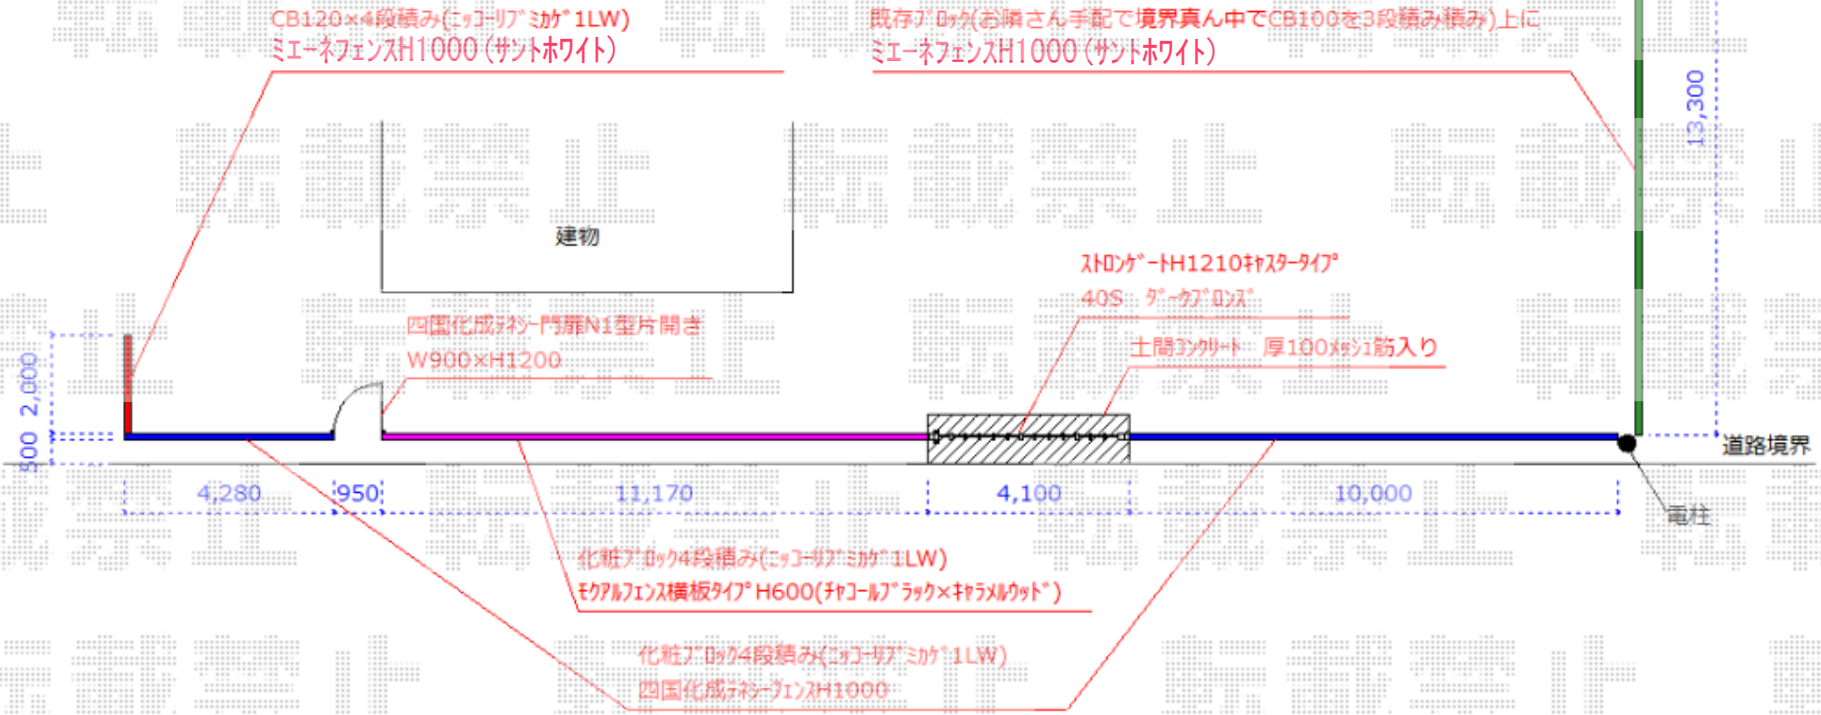 CB120×4段積み(ﾆｯｺｰﾘﾌﾞﾐｶｹﾞ1LW)
ミエーネフェンスH1000 (サントホワイト)
既存ﾌﾞﾛｯｸ(お隣さん手配で境界真ん中でCB100を3段積み積み)上に
ミエーネフェンスH1000 (サントホワイト)
13,300
建物
ｽﾄﾛﾝｹﾞｰﾄH1210ｷｬｽﾀｰﾀｲﾌﾟ
40S ﾀﾞｰｸﾌﾞﾛﾝｽﾞ
四国化成ﾃﾈｼｰ門扉N1型片開き
W900×H1200
土間ｺﾝｸﾘｰﾄ 厚100ﾒｯｼｭ筋入り
2,000
500
道路境界
4,280
950
11,170
4,100
10,000
電柱
化粧ﾌﾞﾛｯｸ4段積み(ﾆｯｺｰﾘﾌﾞﾐｶｹﾞ1LW)
ﾓｸｱﾙﾌｪﾝｽ横板ﾀｲﾌﾟH600(ﾁｬｺｰﾙﾌﾞﾗｯｸ×ｷｬﾗﾒﾙｳｯﾄﾞ)
化粧ﾌﾞﾛｯｸ4段積み(ﾆｯｺｰﾘﾌﾞﾐｶｹﾞ1LW)
四国化成ﾃﾈｼｰﾌｪﾝｽH1000
転載禁止